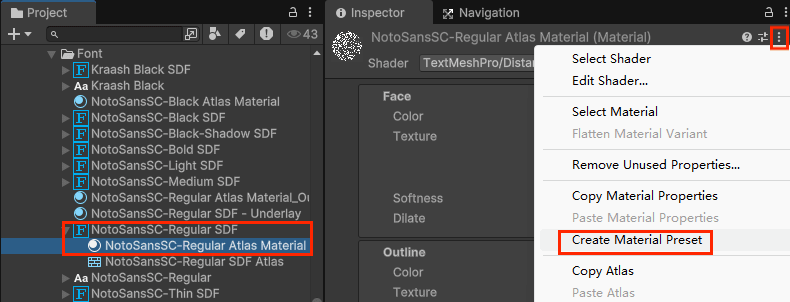 Project
43
Font
Kraash Black SDF
Kraash Black
NotoSansSC-Black Atlas Material
NotoSansSC-Black SDF
NotoSansSC-Black-Shadow SDF
NotoSansSC-Bold SDF
NotoSansSC-Light SDF
NotoSansSC-Medium SDF
NotoSansSC-Regular Atlas Material_Ou
NotoSansSC-Regular SDF - Underlay
NotoSansSC-Regular SDF
NotoSansSC-Regular Atlas Material
NotoSansSC-Regular SDF Atlas
NotoSansSC-Regular
NotoSansSC-Thin SDF
Inspector
Navigation
NotoSansSC-Regular Atlas Material (Material)
Shader
TextMeshPro/Distan
Face
Color
Texture
Softness
Dilate
Outline
Color
Texture
Select Shader
Edit Shader...
Select Material
Flatten Material Variant
Remove Unused Properties...
Copy Material Properties
Paste Material Properties
Create Material Preset
Copy Atlas
Paste Atlas